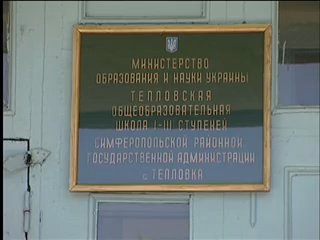 МИНИСТЕРСТВО
ОБРАЗОВАНИЯ И НАУКИ УКРАИНЫ
ТЕПЛОВСКАЯ
ОБЩЕОБРАЗОВАТЕЛЬНАЯ
ШКОЛА I-III СТУПЕНЕЙ
СИМФЕРОПОЛЬСКОЙ РАЙОННОЙ
ГОСУДАРСТВЕННОЙ АДМИНИСТРАЦИИ
с. ТЕПЛОВКА